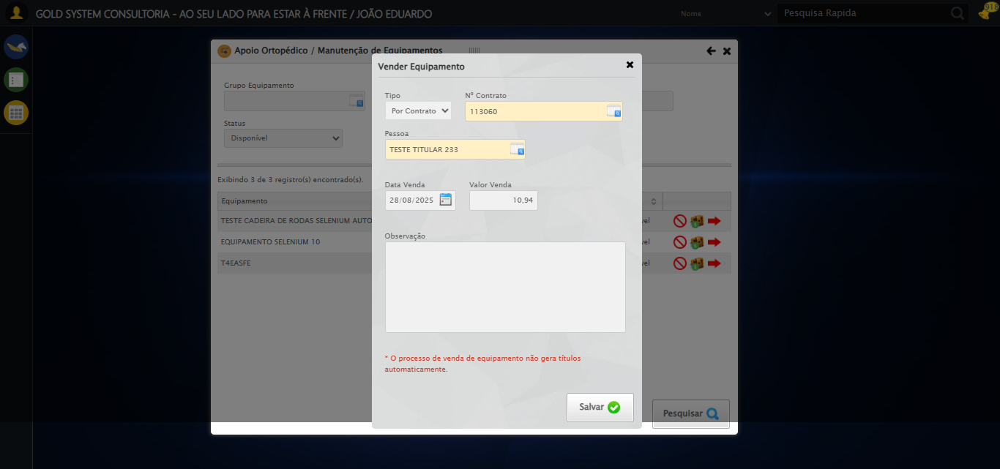 GOLD SYSTEM CONSULTORIA - AO SEU LADO PARA ESTAR À FRENTE / JOÃO EDUARDO
Nome
Pesquisa Rapida
918
Apoio Ortopédico / Manutenção de Equipamentos
Vender Equipamento
Grupo Equipamento
Tipo
Nº Contrato
Por Contrato
113060
Status
Disponível
Pessoa
TESTE TITULAR 233
Exibindo 3 de 3 registro(s) encontrado(s).
Data Venda
Valor Venda
28/08/2025
10,94
Equipamento
TESTE CADEIRA DE RODAS SELENIUM AUTO
vel
EQUIPAMENTO SELENIUM 10
vel
T4EASFE
vel
Observação
* O processo de venda de equipamento não gera títulos
automaticamente.
Salvar
Pesquisar